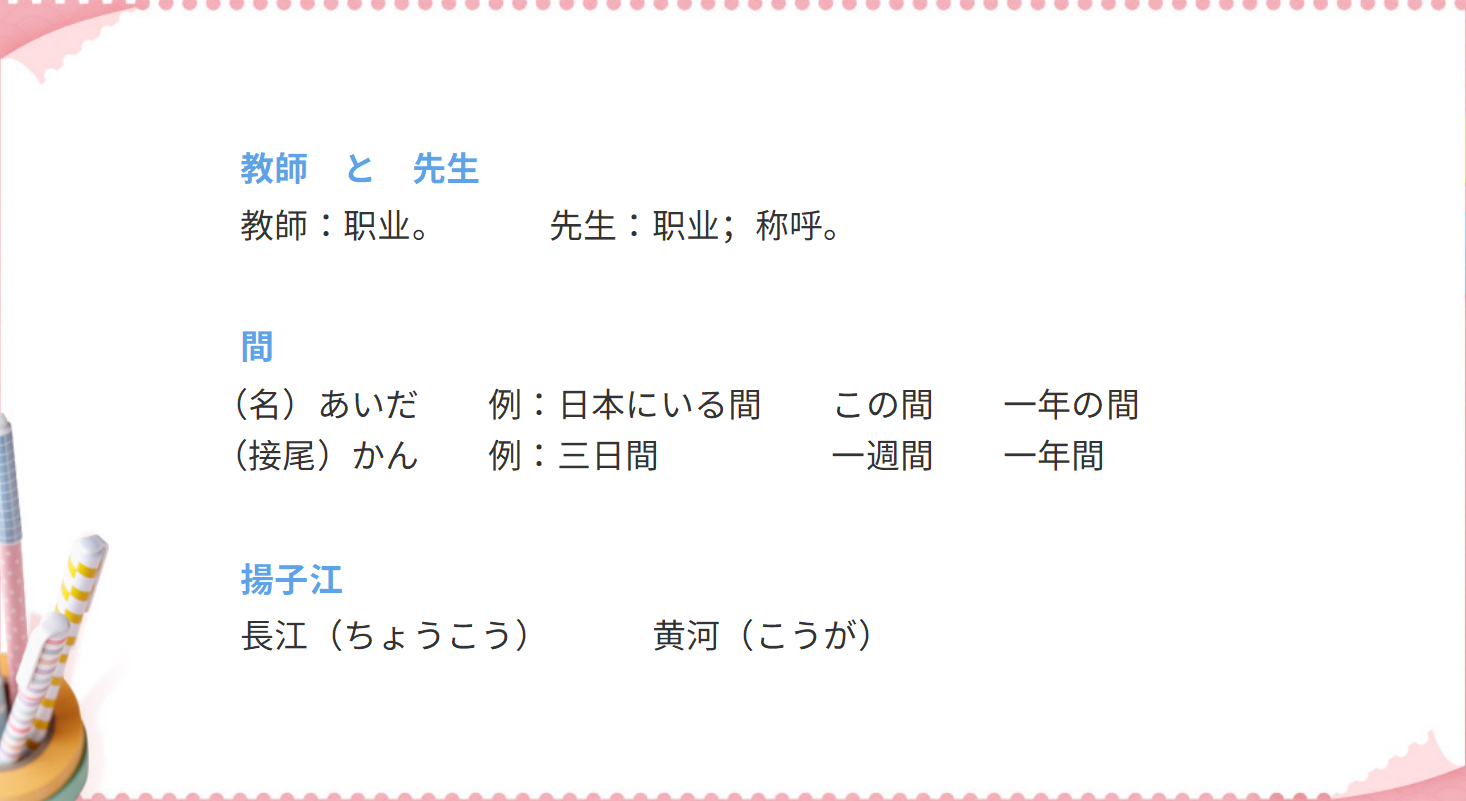 教師　と　先生
教師：职业。　　　先生：职业；称呼。
間
（名）あいだ　　例：日本にいる間　　この間　　一年の間
（接尾）かん　　例：三日間　　　　　一週間　　一年間
揚子江
長江（ちょうこう）　　　黄河（こうが）